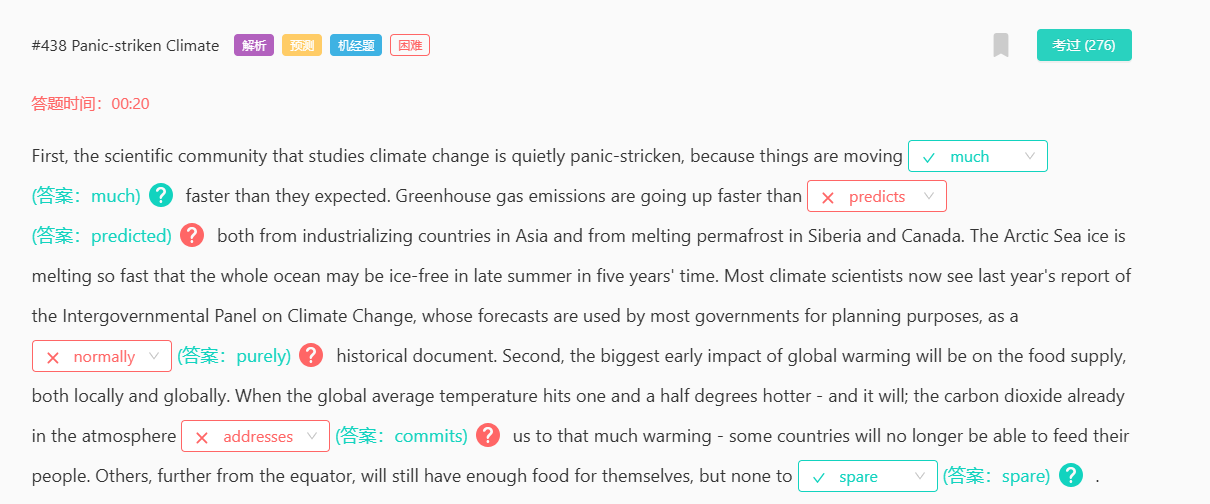 #438 Panic-striken Climate 解析 预测 机经题 困难 考过 (276)
答题时间：00:20
First, the scientific community that studies climate change is quietly panic-stricken, because things are moving much
(答案：much) ? faster than they expected. Greenhouse gas emissions are going up faster than predicts
(答案：predicted) ? both from industrializing countries in Asia and from melting permafrost in Siberia and Canada. The Arctic Sea ice is
melting so fast that the whole ocean may be ice-free in late summer in five years' time. Most climate scientists now see last year's report of
the Intergovernmental Panel on Climate Change, whose forecasts are used by most governments for planning purposes, as a
normally (答案：purely) ? historical document. Second, the biggest early impact of global warming will be on the food supply,
both locally and globally. When the global average temperature hits one and a half degrees hotter - and it will; the carbon dioxide already
in the atmosphere addresses (答案：commits) ? us to that much warming - some countries will no longer be able to feed their
people. Others, further from the equator, will still have enough food for themselves, but none to spare (答案：spare) ? .